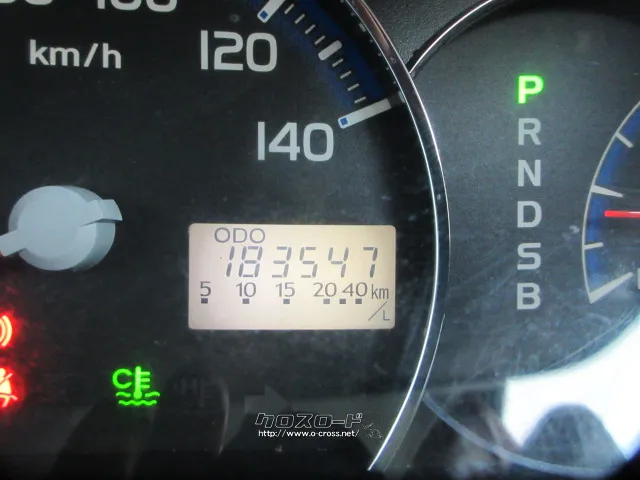 100
120
km/h
140
P
R
N
D
S
B
ODO
183547
5 10 15 20 40 km/L
C
クロスロード
http://www.o-cross.net/